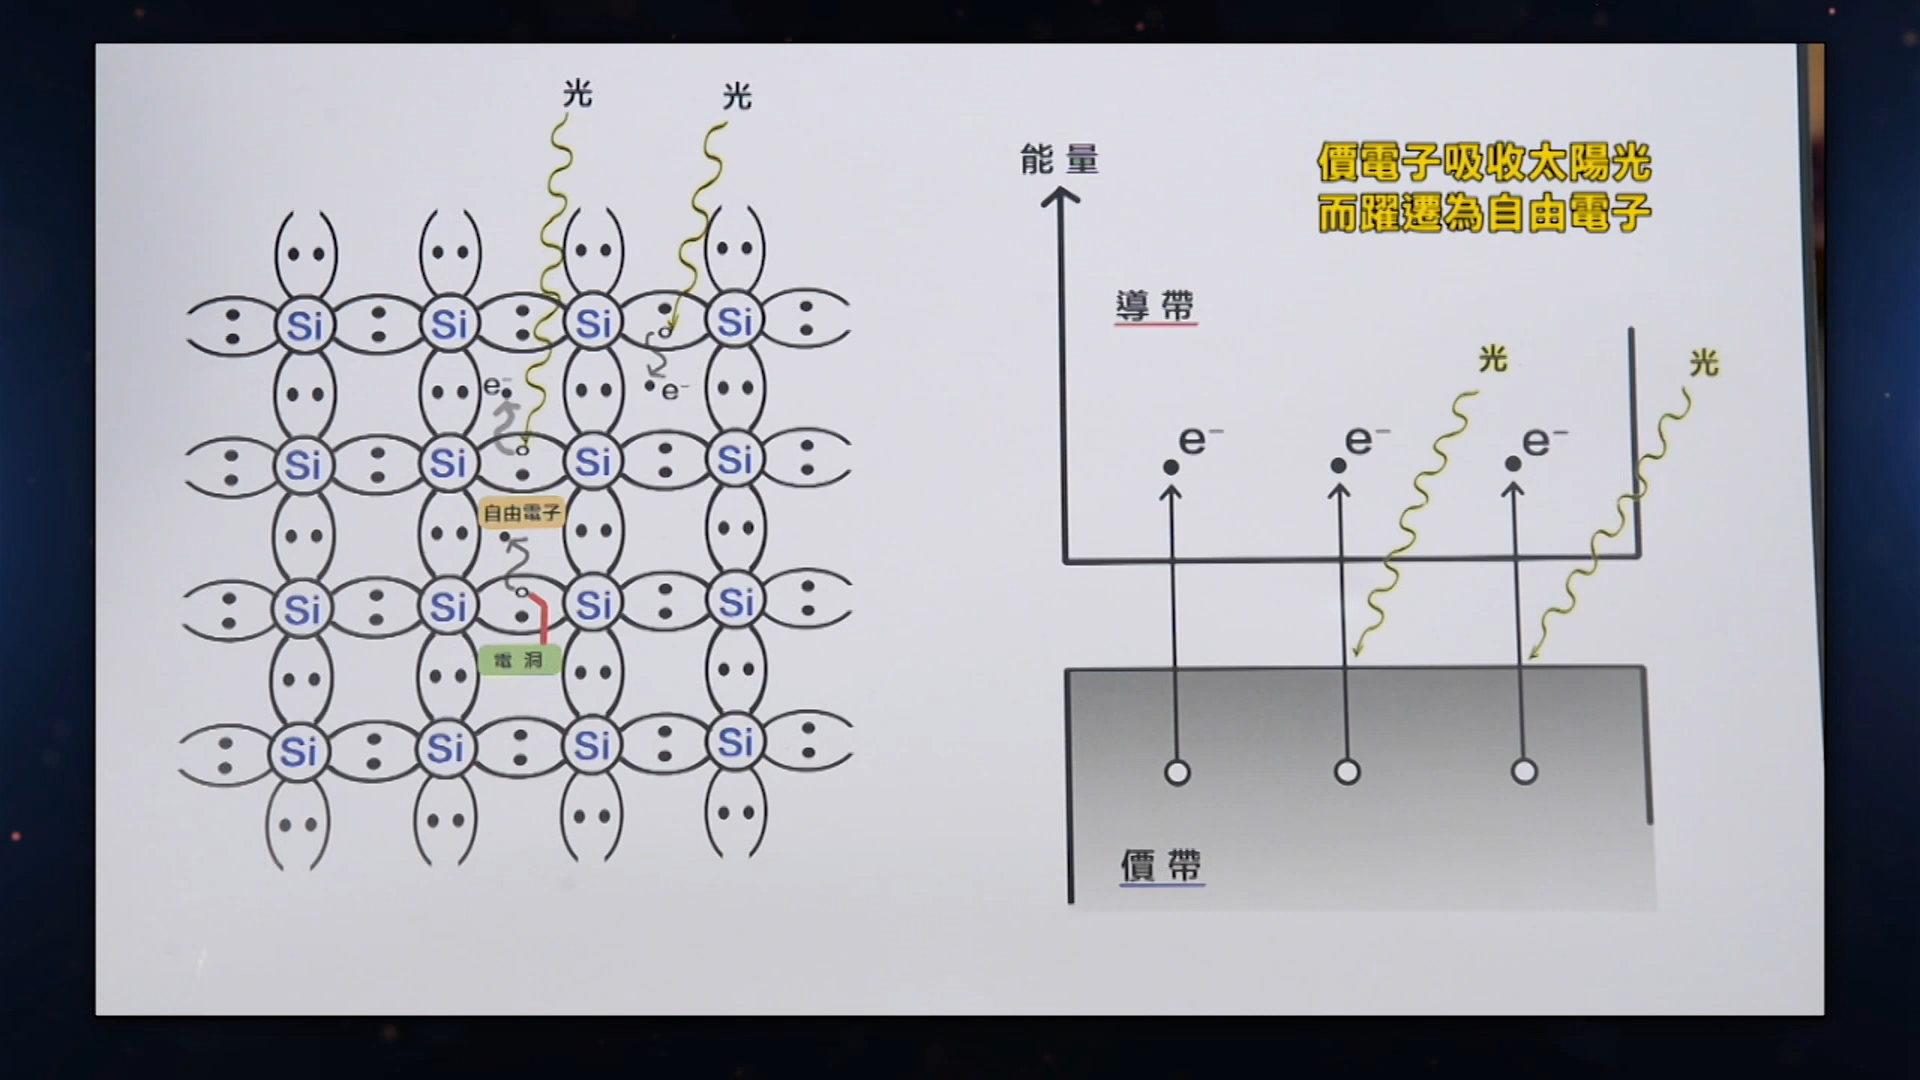 光
光
Si Si Si Si
e⁻
e⁻
Si Si Si Si
自由電子
Si Si Si Si
電洞
Si Si Si Si
能量
價電子吸收太陽光
而躍遷為自由電子
導帶
光
光
e⁻ e⁻ e⁻
價帶